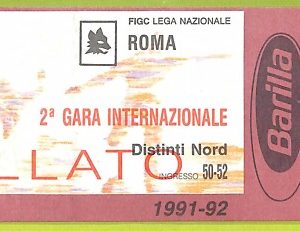 FIGC LEGA NAZIONALE
ROMA
2ª GARA INTERNAZIONALE
Distinti Nord
LLATO
INGRESSO 50-52
1991-92
Barilla